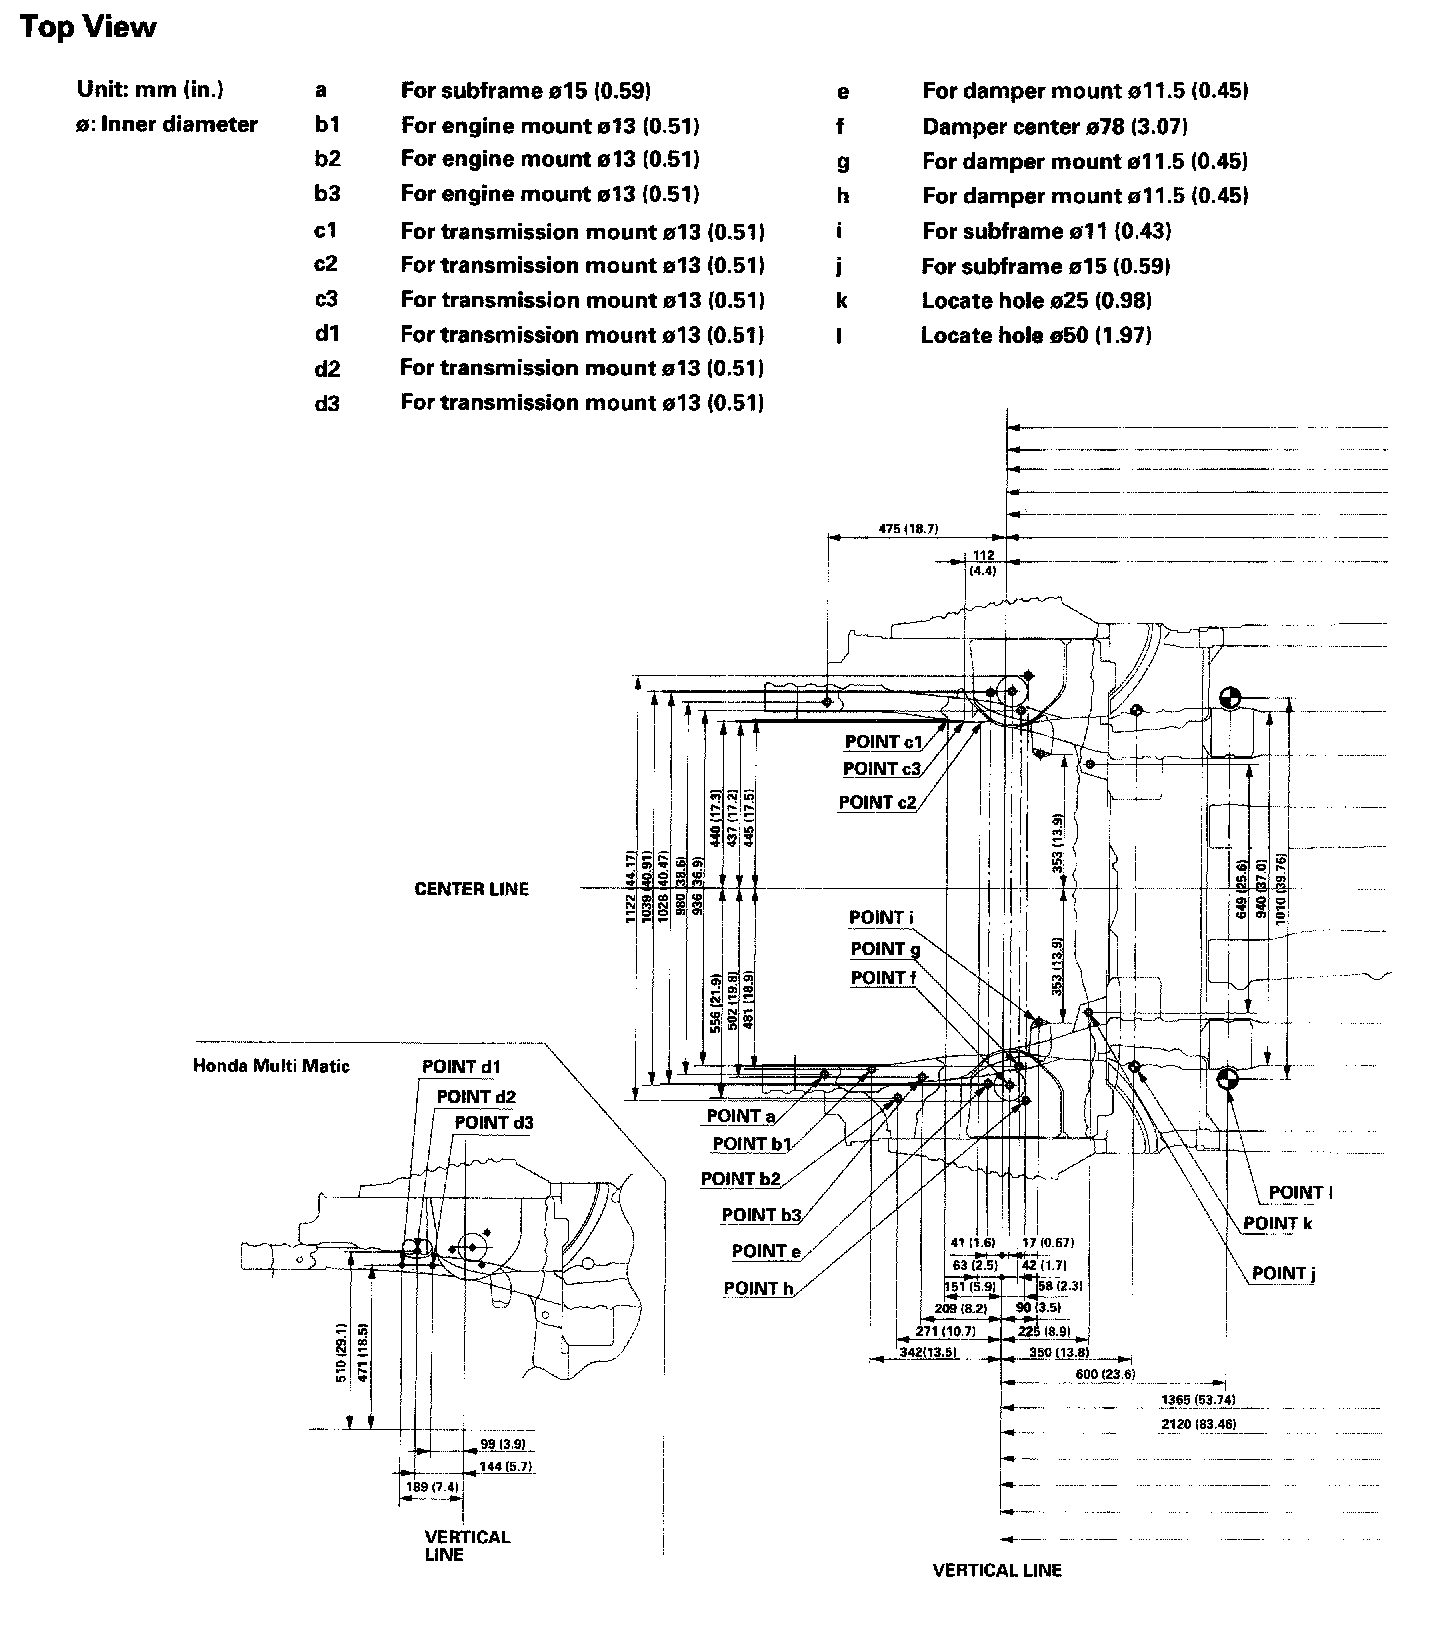 Top View
Unit: mm (in.)
ø: Inner diameter
a For subframe ø15 (0.59)
b1 For engine mount ø13 (0.51)
b2 For engine mount ø13 (0.51)
b3 For engine mount ø13 (0.51)
c1 For transmission mount ø13 (0.51)
c2 For transmission mount ø13 (0.51)
c3 For transmission mount ø13 (0.51)
d1 For transmission mount ø13 (0.51)
d2 For transmission mount ø13 (0.51)
d3 For transmission mount ø13 (0.51)
e For damper mount ø11.5 (0.45)
f Damper center ø78 (3.07)
g For damper mount ø11.5 (0.45)
h For damper mount ø11.5 (0.45)
i For subframe ø11 (0.43)
j For subframe ø15 (0.59)
k Locate hole ø25 (0.98)
l Locate hole ø50 (1.97)
475 (18.7)
112
(4.4)
POINT c1
POINT c3
POINT c2
440 (17.3)
437 (17.2)
445 (17.5)
353 (13.9)
1122 (44.17)
1039 (40.91)
1028 (40.47)
980 (38.6)
936 (36.9)
649 (25.6)
940 (37.0)
1010 (39.76)
CENTER LINE
POINT i
POINT g
POINT f
556 (21.9)
502 (19.8)
481 (18.9)
353 (13.9)
Honda Multi Matic
POINT d1
POINT d2
POINT d3
POINT a
POINT b1
POINT b2
POINT b3
POINT e
POINT h
POINT l
POINT k
POINT j
41 (1.6) 17 (0.67)
63 (2.5) 42 (1.7)
151 (5.9) 58 (2.3)
209 (8.2) 90 (3.5)
271 (10.7) 225 (8.9)
342(13.5) 350 (13.8)
600 (23.6)
1365 (53.74)
2120 (83.46)
510 (29.1)
471 (18.5)
99 (3.9)
144 (5.7)
189 (7.4)
VERTICAL
LINE
VERTICAL LINE